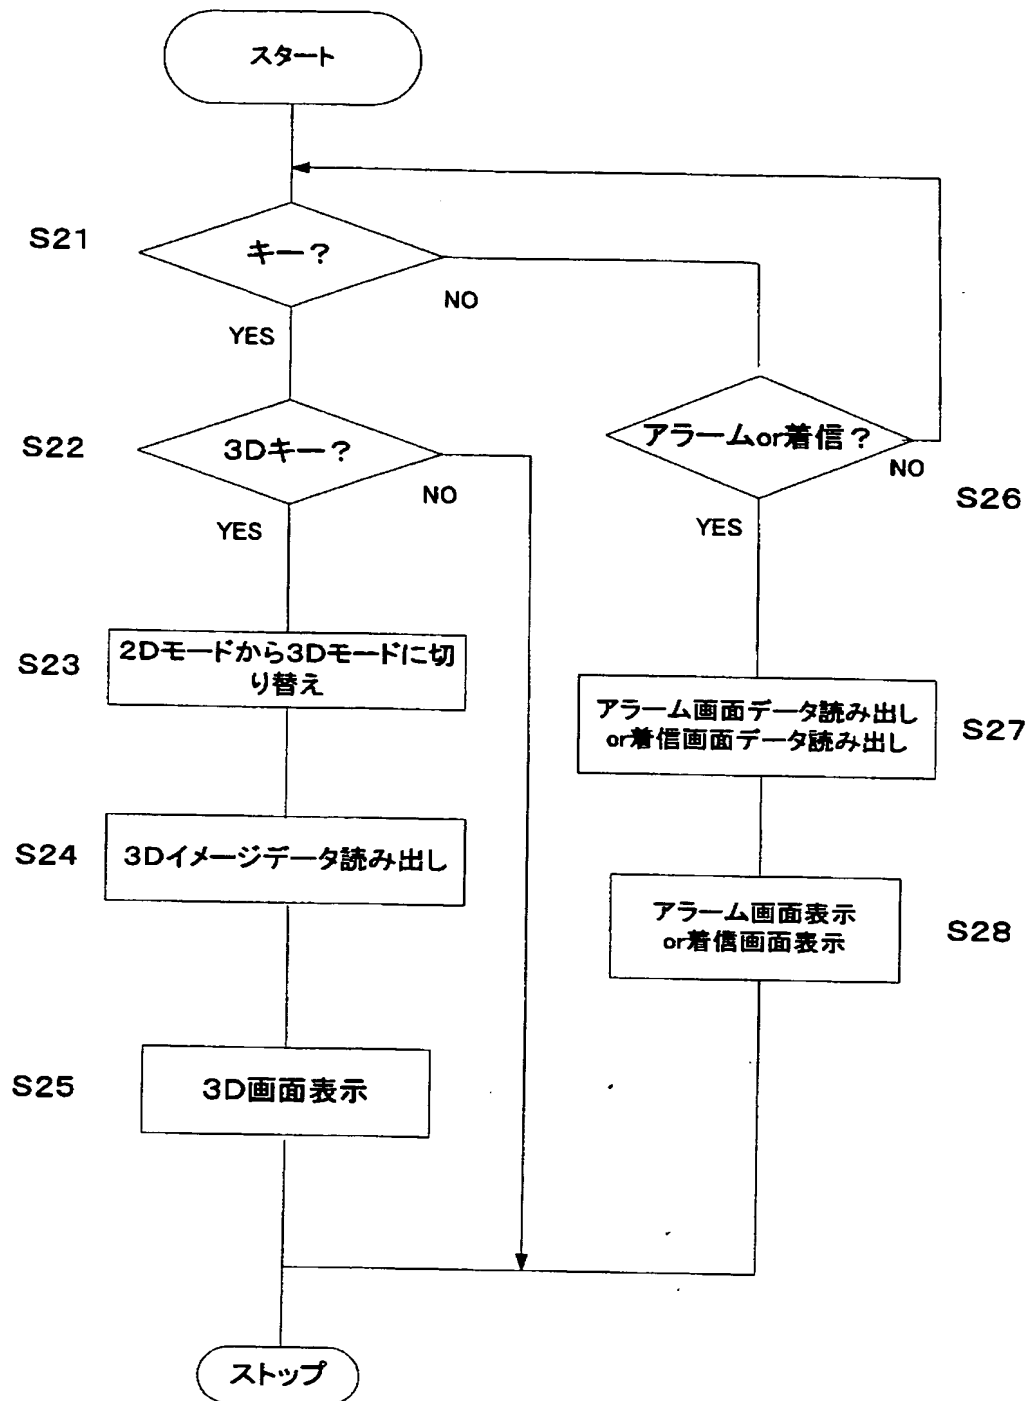 スタート
S21
キー？
NO
YES
S22
3Dキー？
NO
YES
アラームor着信？
NO
S26
YES
S23
2Dモードから3Dモードに切
り替え
アラーム画面データ読み出し
or着信画面データ読み出し
S27
S24
3Dイメージデータ読み出し
アラーム画面表示
or着信画面表示
S28
S25
3D画面表示
ストップ